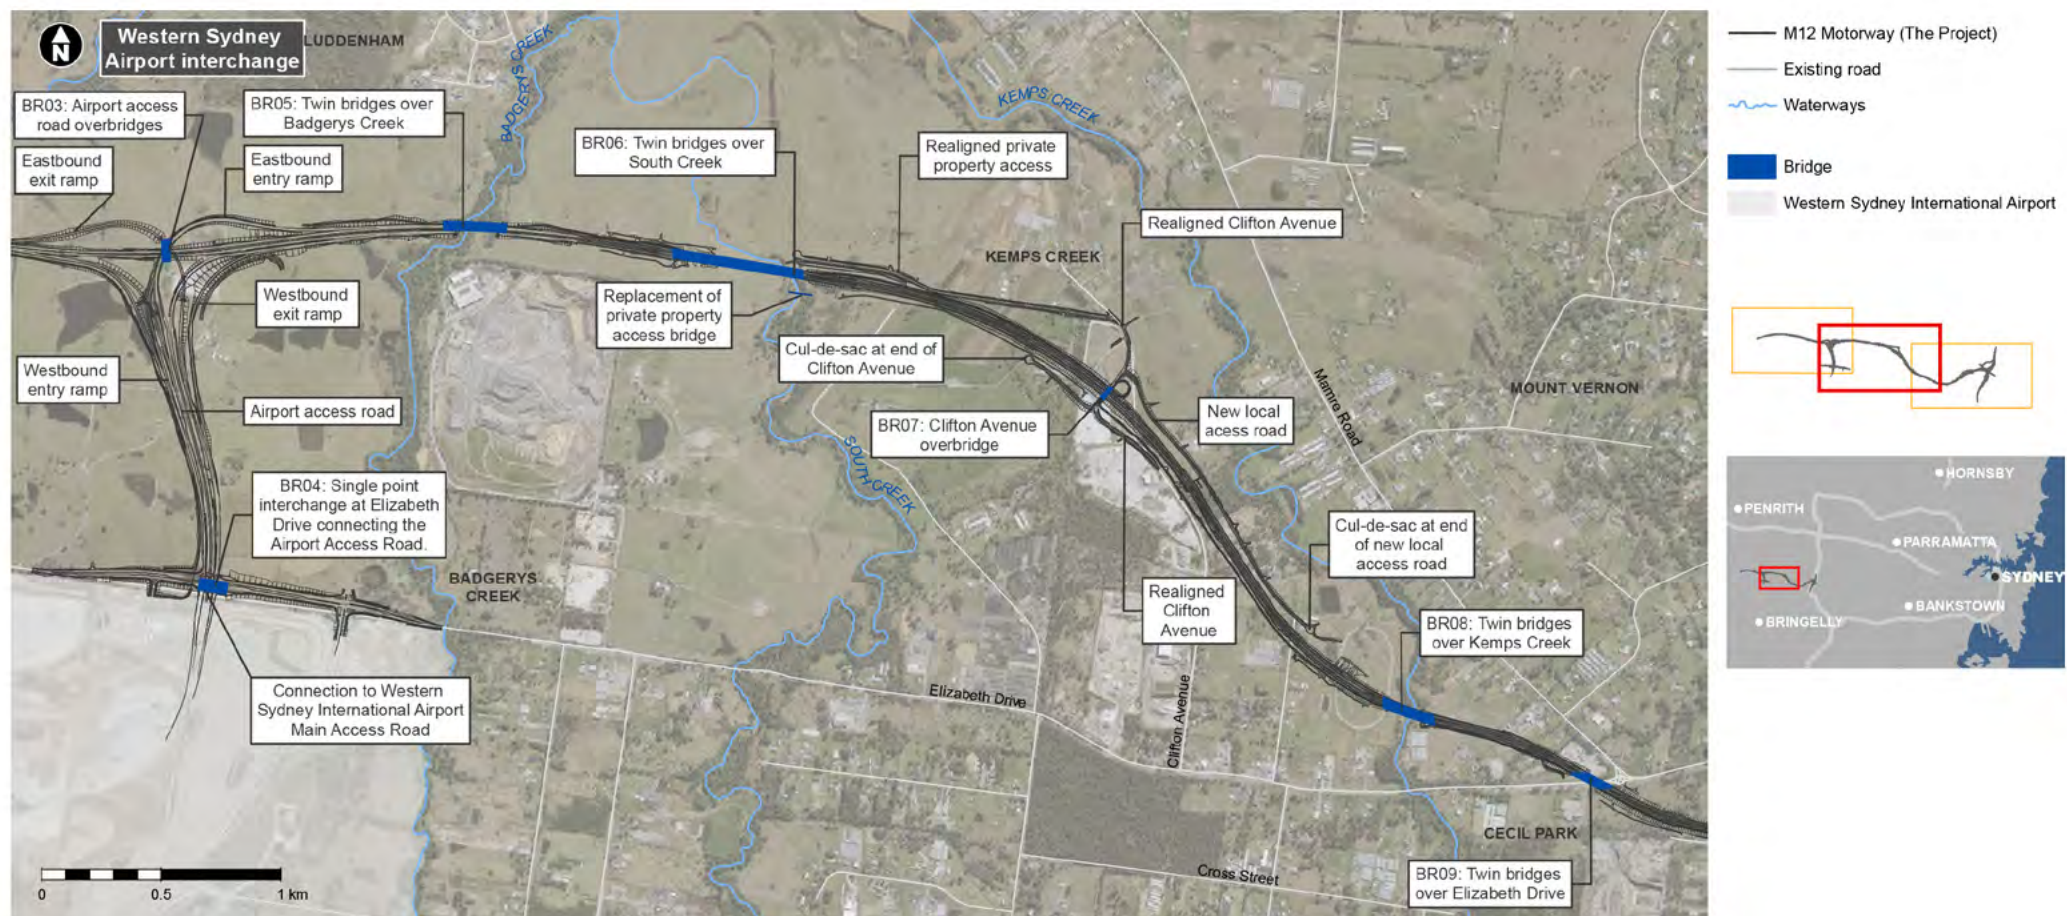 N
Western Sydney
Airport interchange
LUDDENHAM
BADGERYS CREEK
KEMPS CREEK
BR03: Airport access
road overbridges
BR05: Twin bridges over
Badgerys Creek
BR06: Twin bridges over
South Creek
Realigned private
property access
Eastbound
exit ramp
Eastbound
entry ramp
Realigned Clifton Avenue
KEMPS CREEK
Westbound
exit ramp
Replacement of
private property
access bridge
Cul-de-sac at end of
Clifton Avenue
Westbound
entry ramp
Airport access road
BR07: Clifton Avenue
overbridge
New local
acess road
Mamre Road
MOUNT VERNON
SOUTH CREEK
BR04: Single point
interchange at Elizabeth
Drive connecting the
Airport Access Road.
Cul-de-sac at end
of new local
access road
BADGERYS
CREEK
Realigned
Clifton
Avenue
BR08: Twin bridges
over Kemps Creek
Connection to Western
Sydney International Airport
Main Access Road
Elizabeth Drive
Clifton Avenue
CECIL PARK
Cross Street
BR09: Twin bridges
over Elizabeth Drive
0 0.5 1 km
M12 Motorway (The Project)
Existing road
Waterways
Bridge
Western Sydney International Airport
HORNSBY
PENRITH
PARRAMATTA
SYDNEY
BANKSTOWN
BRINGELLY